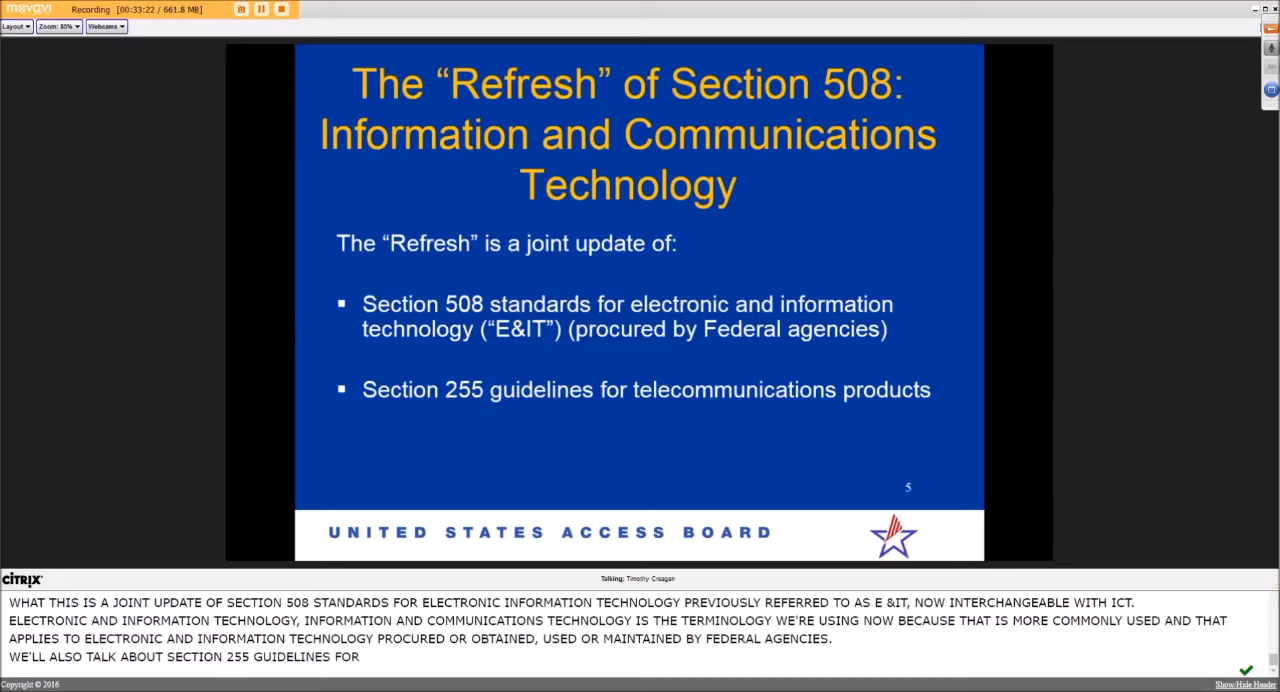 movavi Recording [00:33:22 / 661.8 MB]
Layout Zoom: 85% Webcams
The “Refresh” of Section 508:
Information and Communications
Technology
The “Refresh” is a joint update of:
▪ Section 508 standards for electronic and information
technology (“E&IT”) (procured by Federal agencies)
▪ Section 255 guidelines for telecommunications products
5
UNITED STATES ACCESS BOARD
CİTRIX®
Talking: Timothy Creagan
WHAT THIS IS A JOINT UPDATE OF SECTION 508 STANDARDS FOR ELECTRONIC INFORMATION TECHNOLOGY PREVIOUSLY REFERRED TO AS E &IT, NOW INTERCHANGEABLE WITH ICT.
ELECTRONIC AND INFORMATION TECHNOLOGY, INFORMATION AND COMMUNICATIONS TECHNOLOGY IS THE TERMINOLOGY WE'RE USING NOW BECAUSE THAT IS MORE COMMONLY USED AND THAT
APPLIES TO ELECTRONIC AND INFORMATION TECHNOLOGY PROCURED OR OBTAINED, USED OR MAINTAINED BY FEDERAL AGENCIES.
WE'LL ALSO TALK ABOUT SECTION 255 GUIDELINES FOR
Copyright © 2016
Show/Hide Header